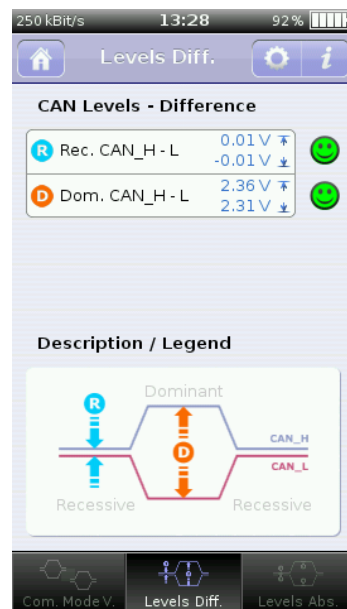 250 kBit/s 13:28 92%
Levels Diff.
i
CAN Levels - Difference
R Rec. CAN_H - L 0.01 V
-0.01 V
D Dom. CAN_H - L 2.36 V
2.31 V
Description / Legend
Dominant
R
D
CAN_H
CAN_L
Recessive Recessive
Com. Mode V. Levels Diff. Levels Abs.